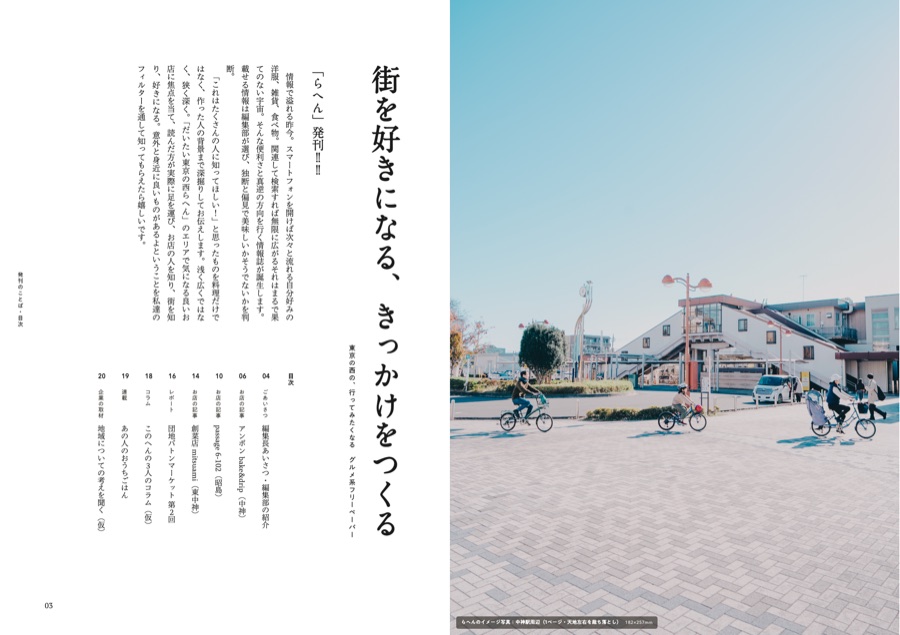 街を好きになる、きっかけをつくる
東京の西の、行ってみたくなる グルメ系フリーペーパー
「らへん」発刊!!
情報で溢れる昨今。スマートフォンを開けば次々と流れる自分好みの
洋服、雑貨、食べ物。関連して検索すれば無限に広がるそれはまるで果
てのない宇宙。そんな便利さと真逆の方向を行く情報誌が誕生します。
載せる情報は編集部が選び、独断と偏見で美味しいかそうでないかを判
断。
「これはたくさんの人に知ってほしい!」と思ったものを料理だけで
はなく、作った人の背景まで深掘りしてお伝えします。浅く広くではな
く、狭く深く。「だいたい東京の西らへん」のエリアで気になる良いお
店に焦点を当て、読んだ方が実際に足を運び、お店の人を知り、街を知
り、好きになる。意外と身近に良いものがあるよということを私達の
フィルターを通して知ってもらえたら嬉しいです。
目次
04 ごあいさつ 編集長あいさつ・編集部の紹介
06 お店の記事 アンボン bake&drip(中神)
10 お店の記事 passage 6-102(昭島)
14 お店の記事 創業店 mitsuami(東中神)
16 レポート 団地バトンマーケット 第2回
18 コラム このへんの3人のコラム(仮)
19 連載 あの人のおうちごはん
20 企業の取材 地域についての考えを開く(仮)
発刊のことば・目次
03
らへんのイメージ写真:中神駅周辺(1ページ・天地左右を裁ち落とし) 182×257mm